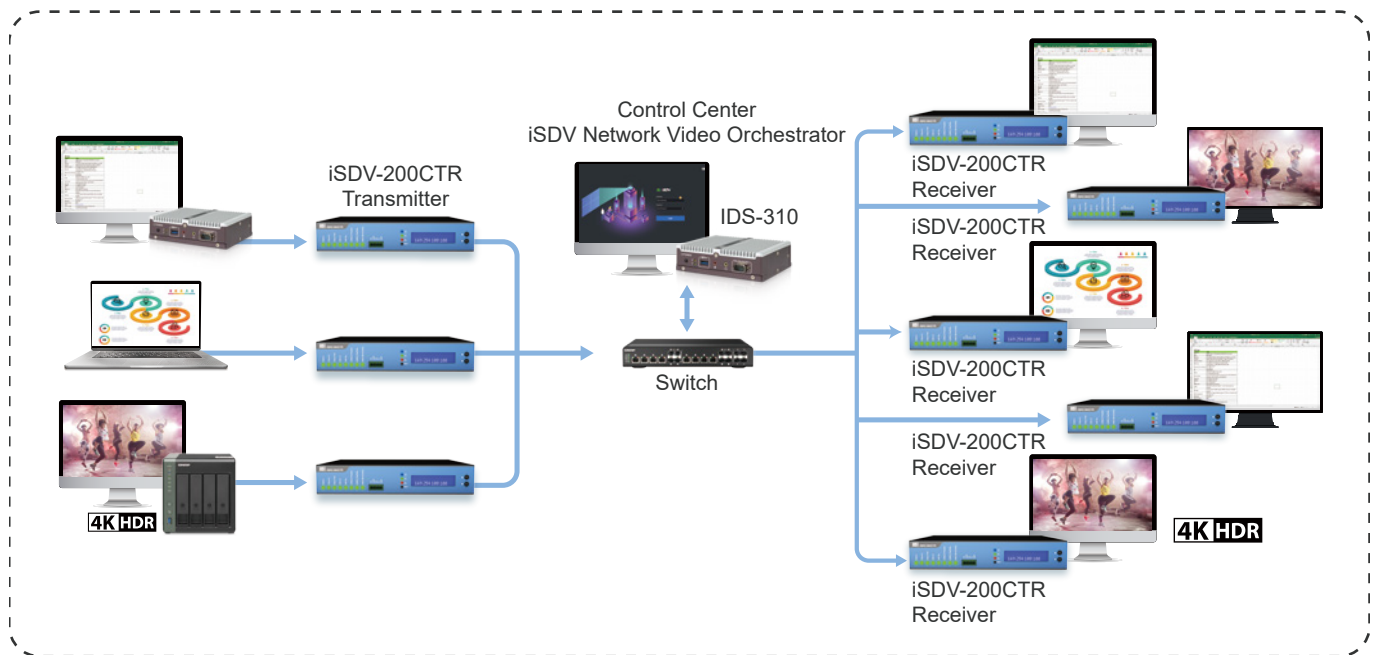 Control Center
iSDV Network Video Orchestrator
iSDV-200CTR
Transmitter
IDS-310
Switch
iSDV-200CTR
Receiver
iSDV-200CTR
Receiver
iSDV-200CTR
Receiver
iSDV-200CTR
Receiver
iSDV-200CTR
Receiver
4K HDR
4K HDR